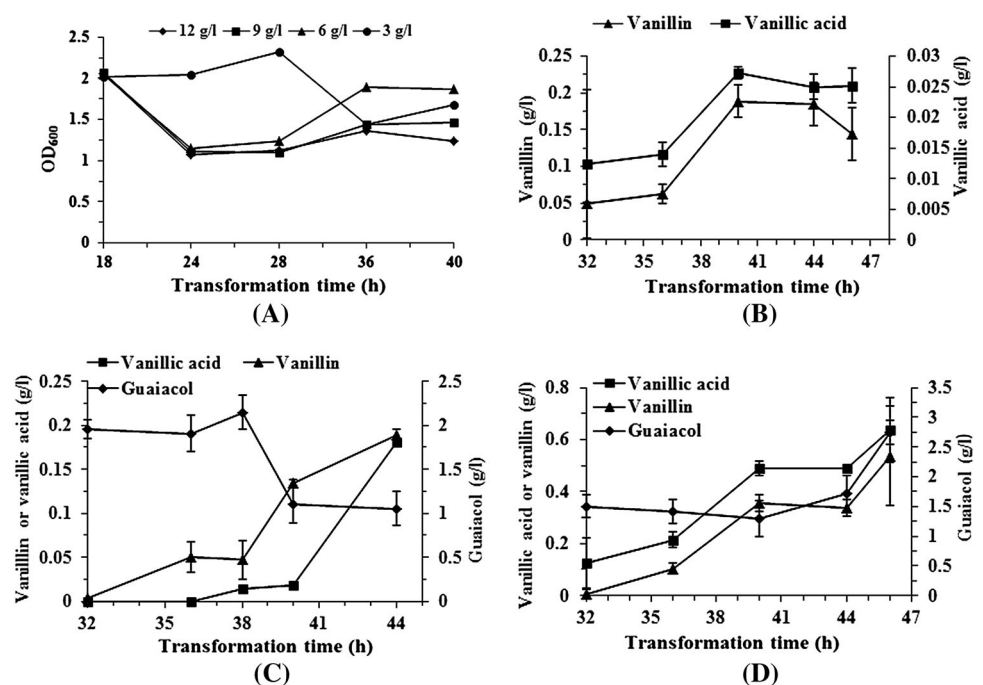 12 g/l 9 g/l 6 g/l 3 g/l
2.5
2
1.5
1
0.5
0
OD600
18 24 28 36 40
Transformation time (h)
(A)
Vanillin Vanillic acid
0.25
0.2
0.15
0.1
0.05
0
Vanilllin (g/l)
0.03
0.025
0.02
0.015
0.01
0.005
0
Vanillic acid (g/l)
32 35 38 41 44 47
Transformation time (h)
(B)
Vanillic acid Vanillin
Guaiacol
0.25
0.2
0.15
0.1
0.05
0
Vanilllin or vanillic acid (g/l)
2.5
2
1.5
1
0.5
0
Guaiacol (g/l)
32 35 38 41 44
Transformation time (h)
(C)
Vanillic acid
Vanillin
Guaiacol
0.8
0.6
0.4
0.2
0
Vanillic acid or vanillin (g/l)
3.5
3
2.5
2
1.5
1
0.5
0
Guaiacol (g/l)
32 35 38 41 44 47
Transformation time (h)
(D)